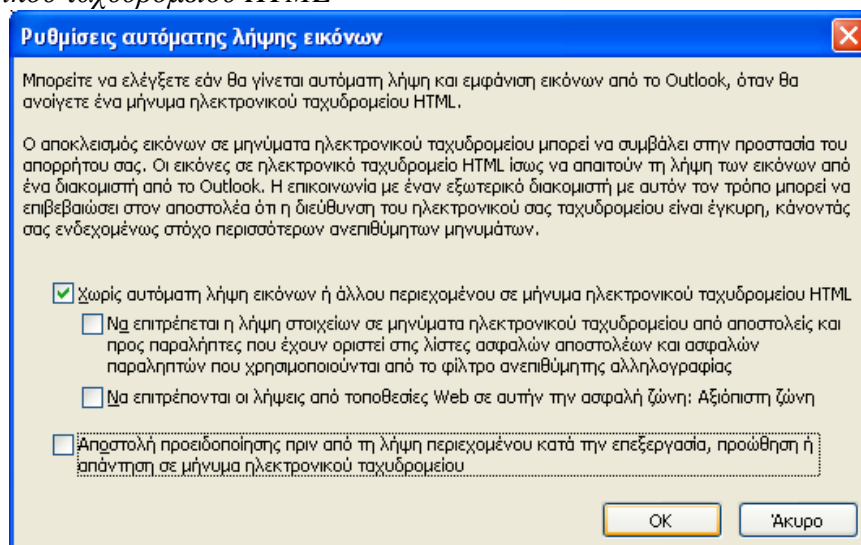 ταχυδρομείου HTML
Ρυθμίσεις αυτόματης λήψης εικόνων
Μπορείτε να ελέγξετε εάν θα γίνεται αυτόματη λήψη και εμφάνιση εικόνων από το Outlook, όταν θα
ανοίγετε ένα μήνυμα ηλεκτρονικού ταχυδρομείου HTML.
Ο αποκλεισμός εικόνων σε μηνύματα ηλεκτρονικού ταχυδρομείου μπορεί να συμβάλει στην προστασία του
απορρήτου σας. Οι εικόνες σε ηλεκτρονικό ταχυδρομείο HTML ίσως να απαιτούν τη λήψη των εικόνων από
ένα διακομιστή από το Outlook. Η επικοινωνία με έναν εξωτερικό διακομιστή με αυτόν τον τρόπο μπορεί να
επιβεβαιώσει στον αποστολέα ότι η διεύθυνση του ηλεκτρονικού σας ταχυδρομείου είναι έγκυρη, κάνοντάς
σας ενδεχομένως στόχο περισσότερων ανεπιθύμητων μηνυμάτων.
Χωρίς αυτόματη λήψη εικόνων ή άλλου περιεχομένου σε μήνυμα ηλεκτρονικού ταχυδρομείου HTML
Να επιτρέπεται η λήψη στοιχείων σε μηνύματα ηλεκτρονικού ταχυδρομείου από αποστολείς και
προς παραλήπτες που έχουν οριστεί στις λίστες ασφαλών αποστολέων και ασφαλών
παραληπτών που χρησιμοποιούνται από το φίλτρο ανεπιθύμητης αλληλογραφίας
Να επιτρέπονται οι λήψεις από τοποθεσίες Web σε αυτήν την ασφαλή ζώνη: Αξιόπιστη ζώνη
Αποστολή προειδοποίησης πριν από τη λήψη περιεχομένου κατά την επεξεργασία, προώθηση ή
απάντηση σε μήνυμα ηλεκτρονικού ταχυδρομείου
OK
Άκυρο